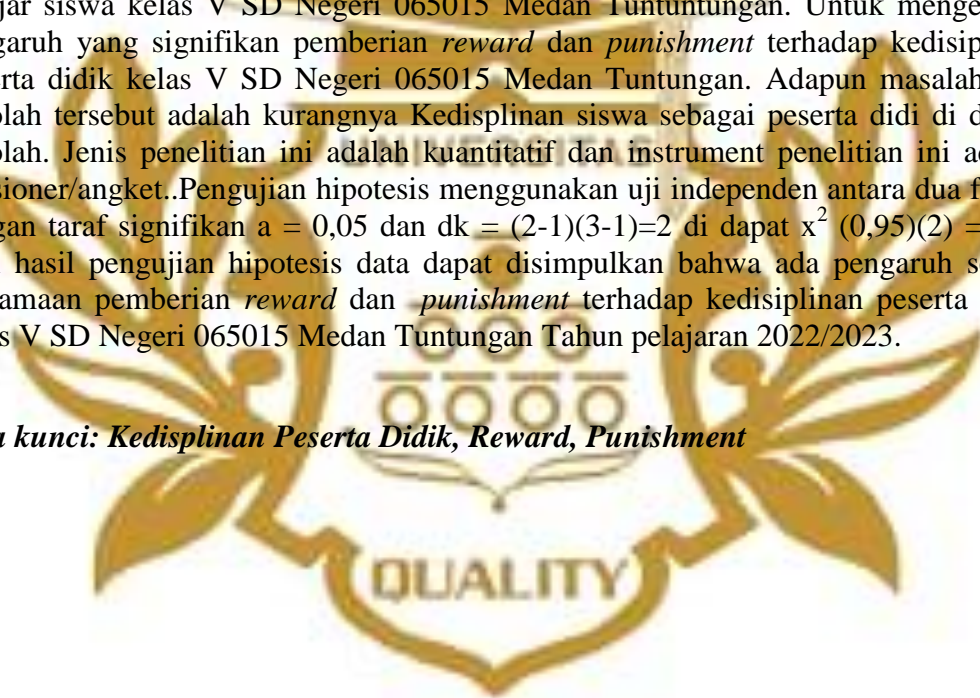 jar siswa kelas V SD Negeri 065015 Medan Tuntuntungan. Untuk menge
garuh yang signifikan pemberian reward dan punishment terhadap kedisip
erta didik kelas V SD Negeri 065015 Medan Tuntungan. Adapun masalah
olah tersebut adalah kurangnya Kedisplinan siswa sebagai peserta didi di d
olah. Jenis penelitian ini adalah kuantitatif dan instrument penelitian ini a
sioner/angket..Pengujian hipotesis menggunakan uji independen antara dua f
gan taraf signifikan a = 0,05 dan dk = (2-1)(3-1)=2 di dapat x² (0,95)(2) =
hasil pengujian hipotesis data dapat disimpulkan bahwa ada pengaruh s
amaan pemberian reward dan punishment terhadap kedisiplinan peserta
s V SD Negeri 065015 Medan Tuntungan Tahun pelajaran 2022/2023.
kunci: Kedisplinan Peserta Didik, Reward, Punishment
QUALITY